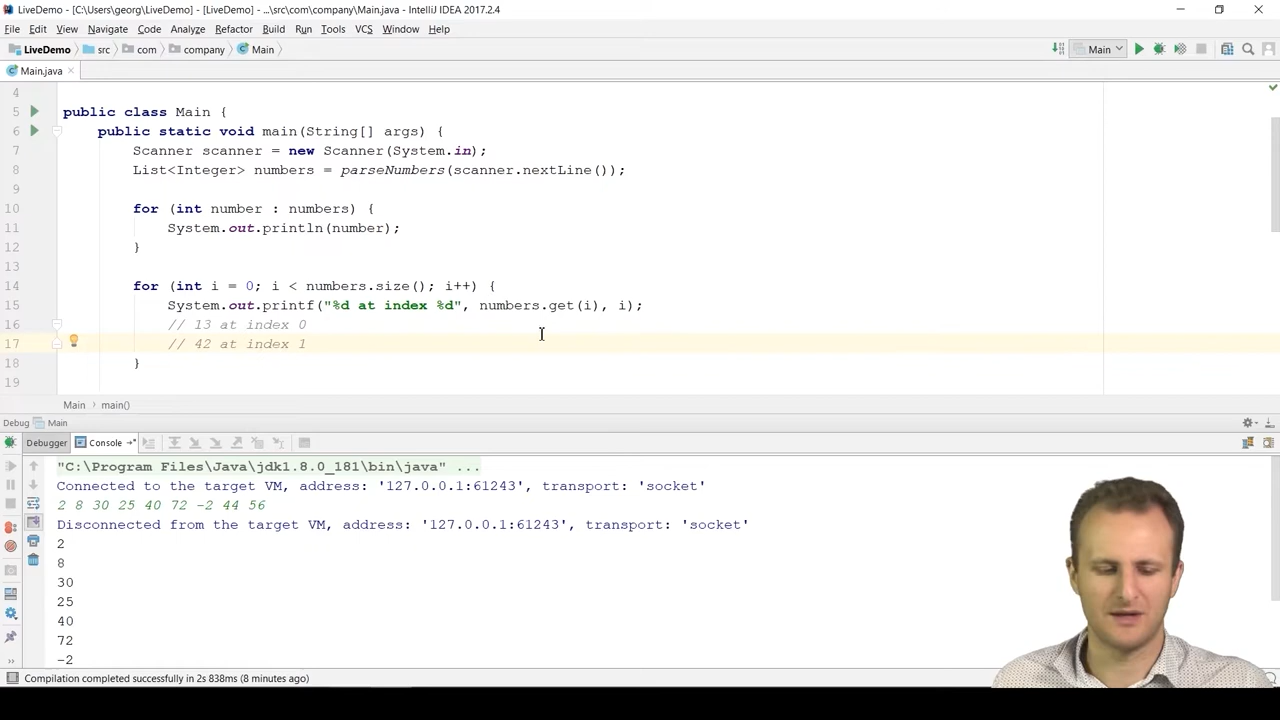 LiveDemo - [C:\Users\georg\LiveDemo] - [LiveDemo] - ...\src\com\company\Main.java - IntelliJ IDEA 2017.2.4
File Edit View Navigate Code Analyze Refactor Build Run Tools VCS Window Help
LiveDemo src com company Main Main
Main.java
4
5 public class Main {
6 public static void main(String[] args) {
7 Scanner scanner = new Scanner(System.in);
8 List<Integer> numbers = parseNumbers(scanner.nextLine());
9
10 for (int number : numbers) {
11 System.out.println(number);
12 }
13
14 for (int i = 0; i < numbers.size(); i++) {
15 System.out.printf("%d at index %d", numbers.get(i), i);
16 // 13 at index 0
17 // 42 at index 1
18 }
19
Main main()
Debug Main
Debugger Console
"C:\Program Files\Java\jdk1.8.0_181\bin\java" ...
Connected to the target VM, address: '127.0.0.1:61243', transport: 'socket'
2 8 30 25 40 72 -2 44 56
Disconnected from the target VM, address: '127.0.0.1:61243', transport: 'socket'
2
8
30
25
40
72
-2
Compilation completed successfully in 2s 838ms (8 minutes ago)